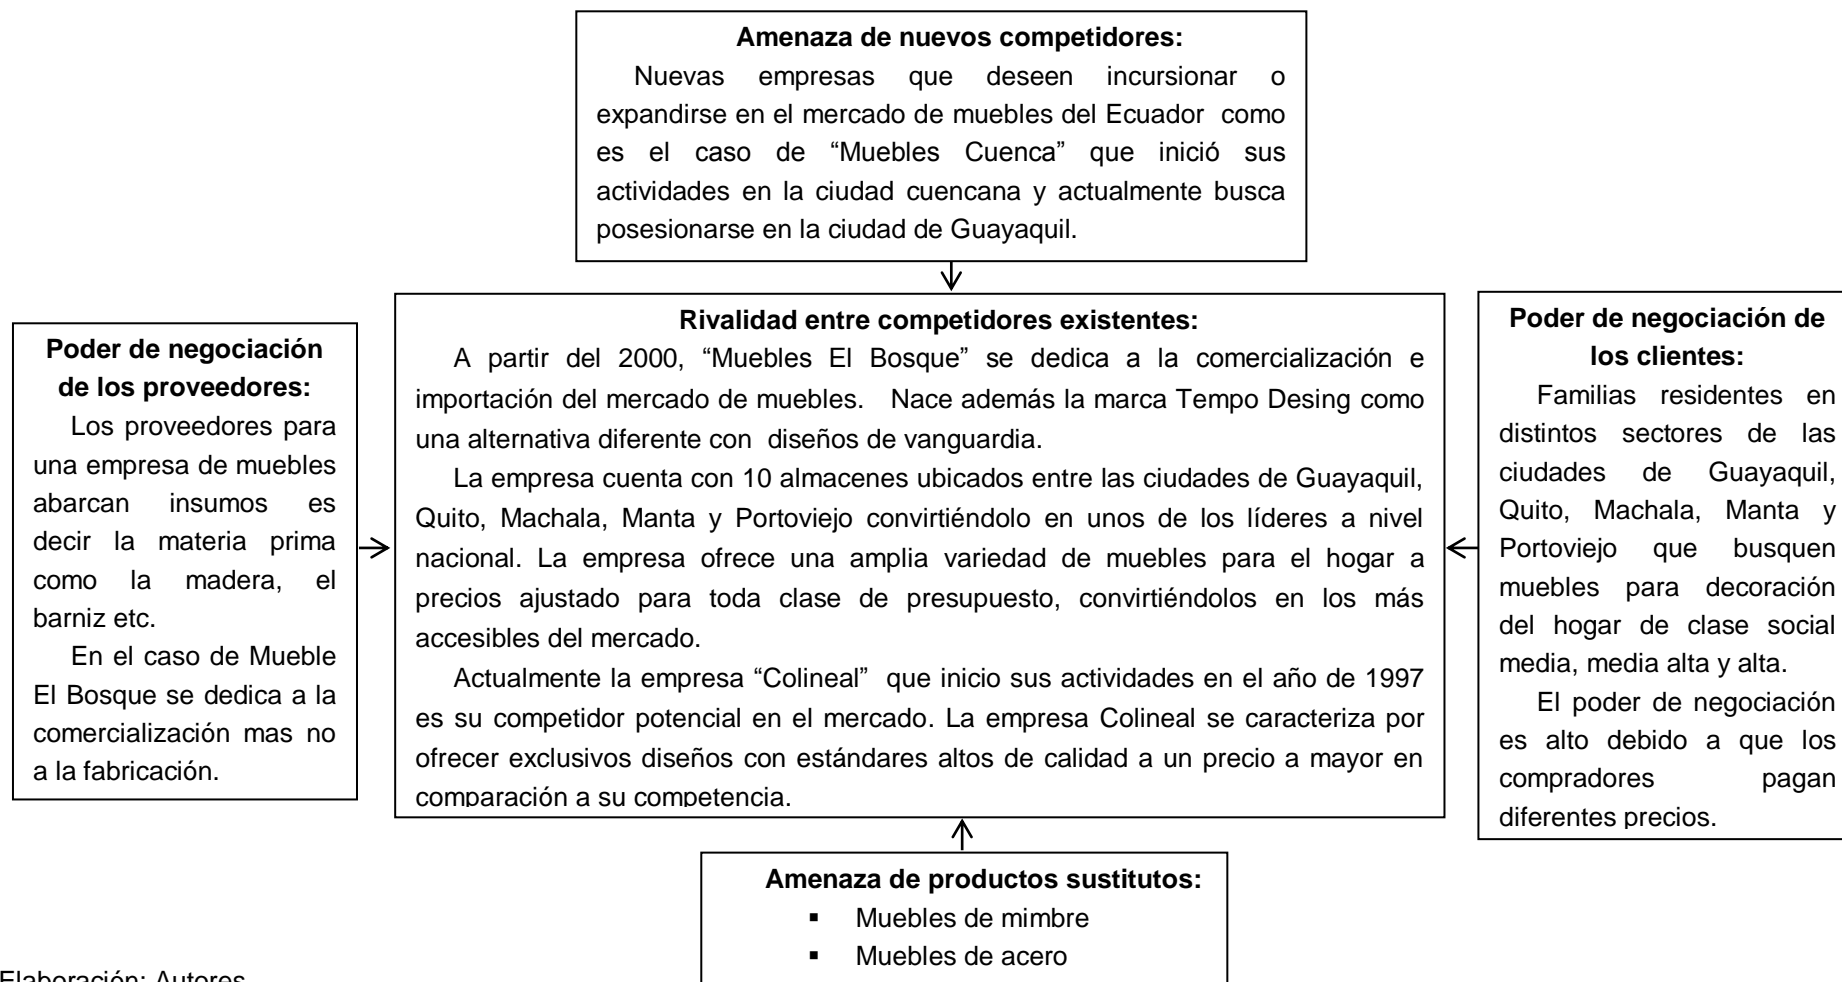 Amenaza de nuevos competidores:
Nuevas empresas que deseen incursionar o
expandirse en el mercado de muebles del Ecuador como
es el caso de “Muebles Cuenca” que inició sus
actividades en la ciudad cuencana y actualmente busca
posesionarse en la ciudad de Guayaquil.
Poder de negociación
de los proveedores:
Los proveedores para
una empresa de muebles
abarcan insumos es
decir la materia prima
como la madera, el
barniz etc.
En el caso de Mueble
El Bosque se dedica a la
comercialización mas no
a la fabricación.
Rivalidad entre competidores existentes:
A partir del 2000, “Muebles El Bosque” se dedica a la comercialización e
importación del mercado de muebles. Nace además la marca Tempo Desing como
una alternativa diferente con diseños de vanguardia.
La empresa cuenta con 10 almacenes ubicados entre las ciudades de Guayaquil,
Quito, Machala, Manta y Portoviejo convirtiéndolo en unos de los líderes a nivel
nacional. La empresa ofrece una amplia variedad de muebles para el hogar a
precios ajustado para toda clase de presupuesto, convirtiéndolos en los más
accesibles del mercado.
Actualmente la empresa “Colineal” que inicio sus actividades en el año de 1997
es su competidor potencial en el mercado. La empresa Colineal se caracteriza por
ofrecer exclusivos diseños con estándares altos de calidad a un precio a mayor en
comparación a su competencia.
Poder de negociación de
los clientes:
Familias residentes en
distintos sectores de las
ciudades de Guayaquil,
Quito, Machala, Manta y
Portoviejo que busquen
muebles para decoración
del hogar de clase social
media, media alta y alta.
El poder de negociación
es alto debido a que los
compradores pagan
diferentes precios.
Amenaza de productos sustitutos:
▪ Muebles de mimbre
▪ Muebles de acero
Elaboración: Autores